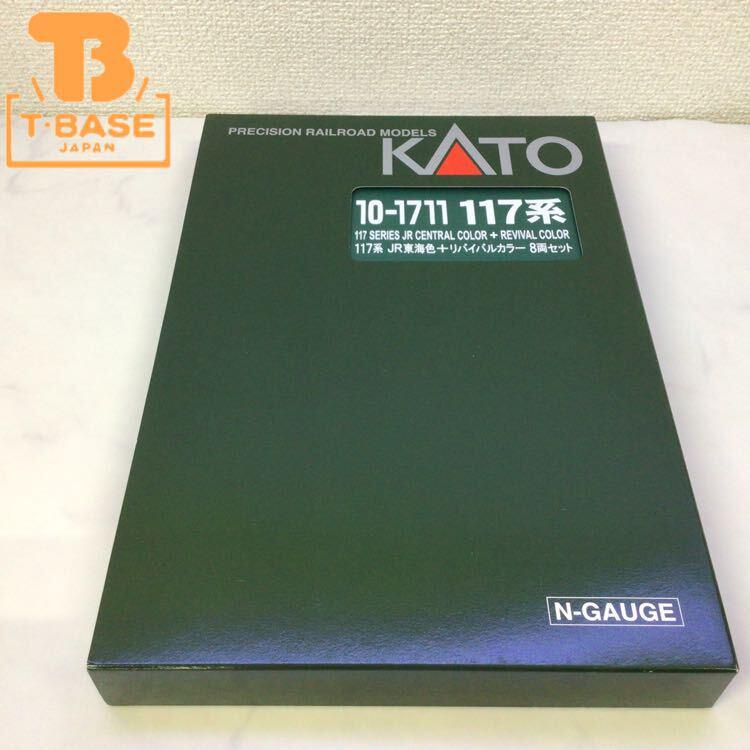 TB
T·BASE
JAPAN
PRECISION RAILROAD MODELS
KATO
10-1711 117系
117 SERIES JR CENTRAL COLOR + REVIVAL COLOR
117系 JR東海色+リバイバルカラー 8両セット
N-GAUGE